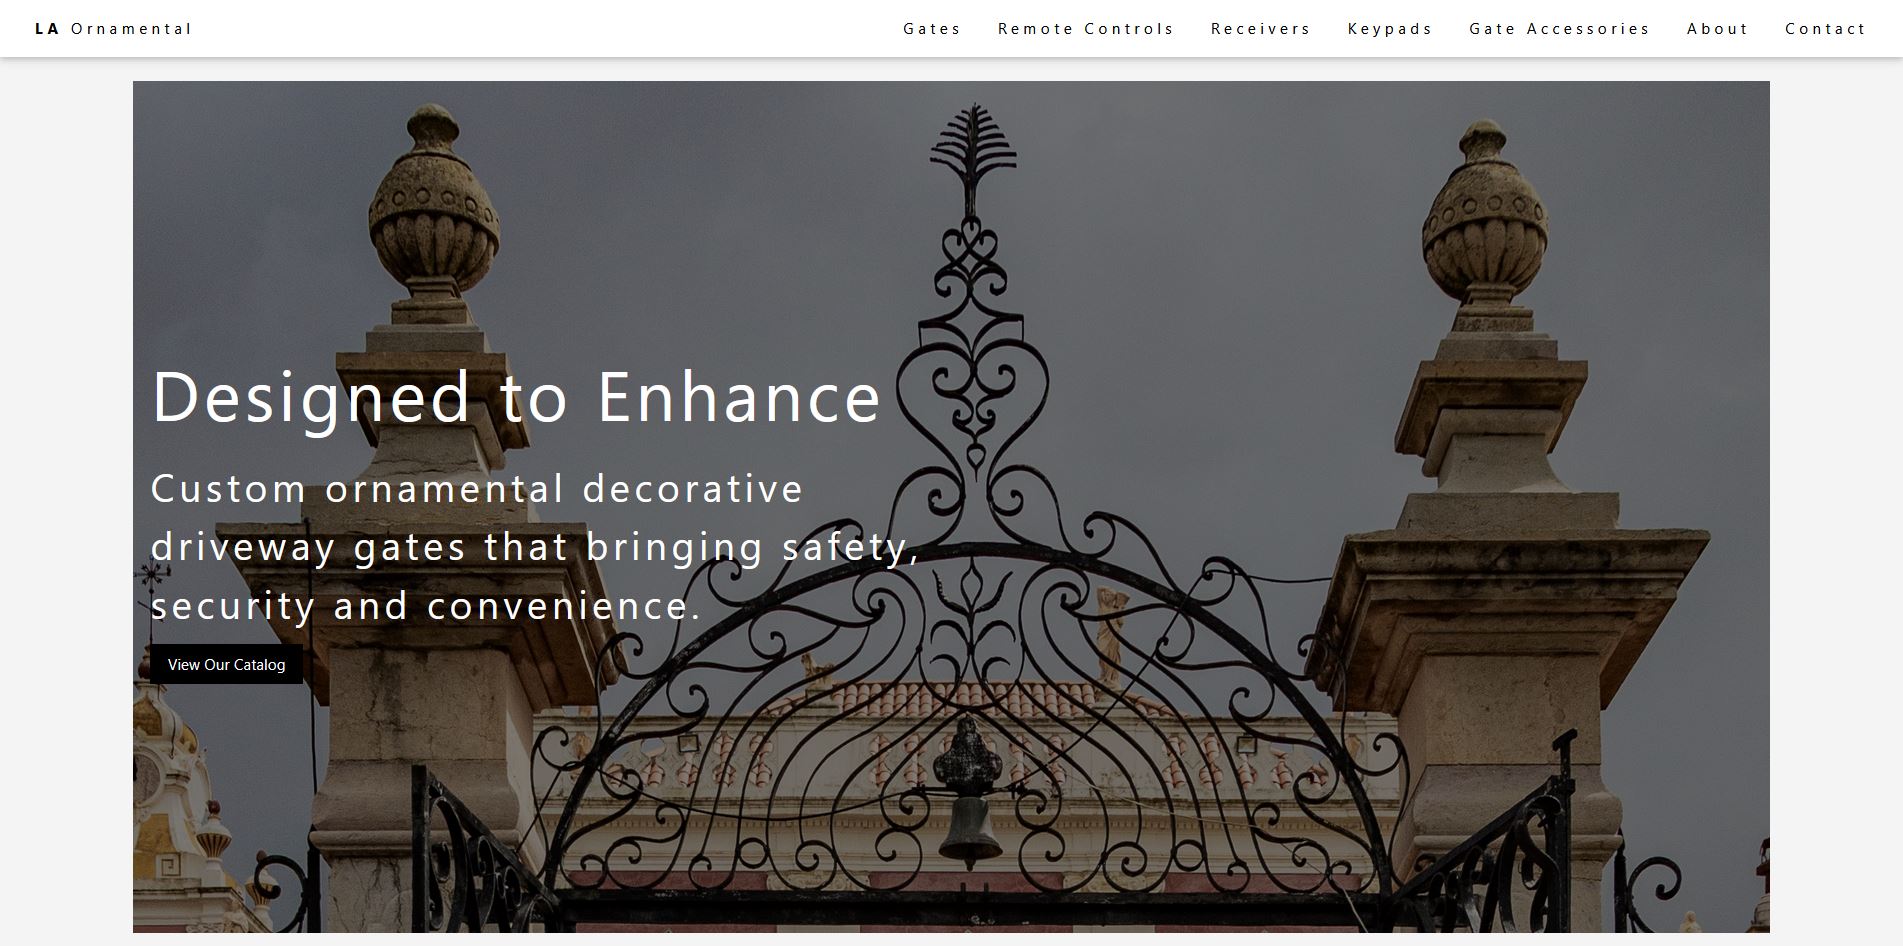 LA Ornamental
Gates Remote Controls Receivers Keypads Gate Accessories About Contact
Designed to Enhance
Custom ornamental decorative
driveway gates that bringing safety,
security and convenience.
View Our Catalog